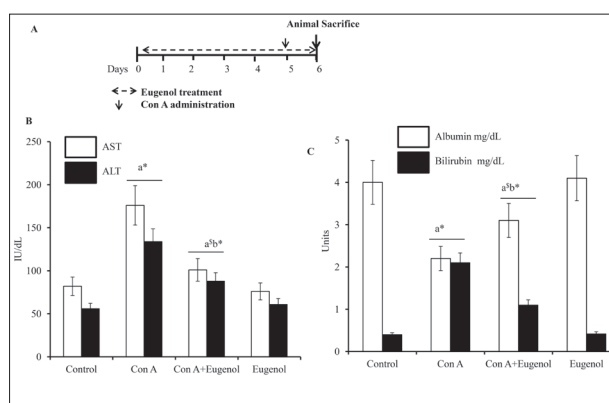 A
Animal Sacrifice
Days 0 1 2 3 4 5 6
Eugenol treatment
Con A administration
B
250
200
150
100
50
0
IU/dL
AST
ALT
a*
a$b*
Control Con A Con A+Eugenol Eugenol
C
5
4
3
2
1
0
Units
Albumin mg/dL
Bilirubin mg/dL
a*
a$b*
Control Con A Con A+Eugenol Eugenol